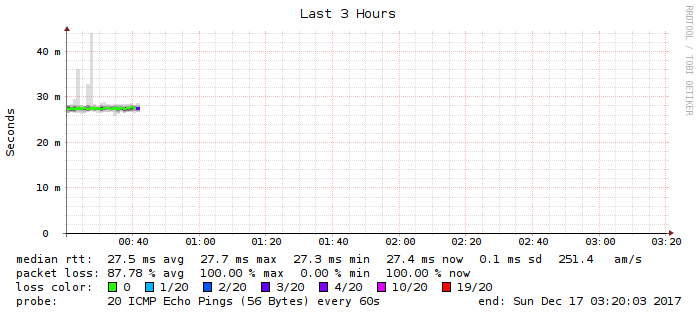 Last 3 Hours
RRDTOOL / TOBI OETIKER
Seconds
40 m
30 m
20 m
10 m
0
00:40 01:00 01:20 01:40 02:00 02:20 02:40 03:00 03:20
median rtt: 27.5 ms avg 27.7 ms max 27.3 ms min 27.4 ms now 0.1 ms sd 251.4 am/s
packet loss: 87.78 % avg 100.00 % max 0.00 % min 100.00 % now
loss color: 0 1/20 2/20 3/20 4/20 10/20 19/20
probe: 20 ICMP Echo Pings (56 Bytes) every 60s end: Sun Dec 17 03:20:03 2017